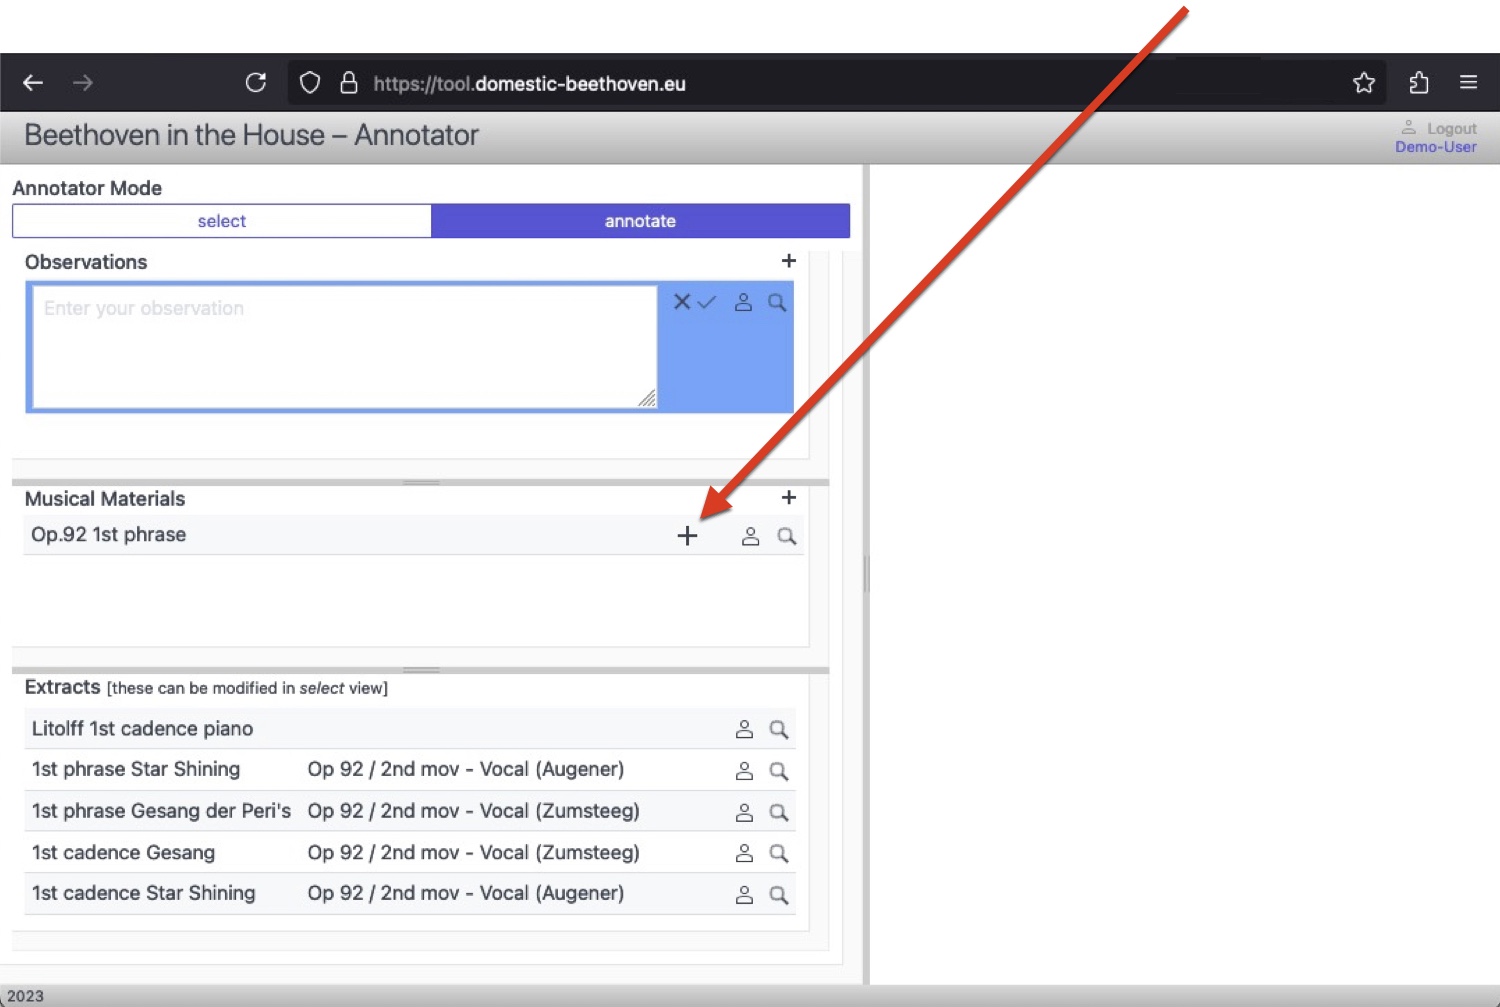 https://tool.domestic-beethoven.eu
Beethoven in the House – Annotator
Logout
Demo-User
Annotator Mode
select
annotate
Observations
Enter your observation
Musical Materials
Op.92 1st phrase
Extracts [these can be modified in select view]
Litolff 1st cadence piano
1st phrase Star Shining Op 92 / 2nd mov - Vocal (Augener)
1st phrase Gesang der Peri's Op 92 / 2nd mov - Vocal (Zumsteeg)
1st cadence Gesang Op 92 / 2nd mov - Vocal (Zumsteeg)
1st cadence Star Shining Op 92 / 2nd mov - Vocal (Augener)
2023